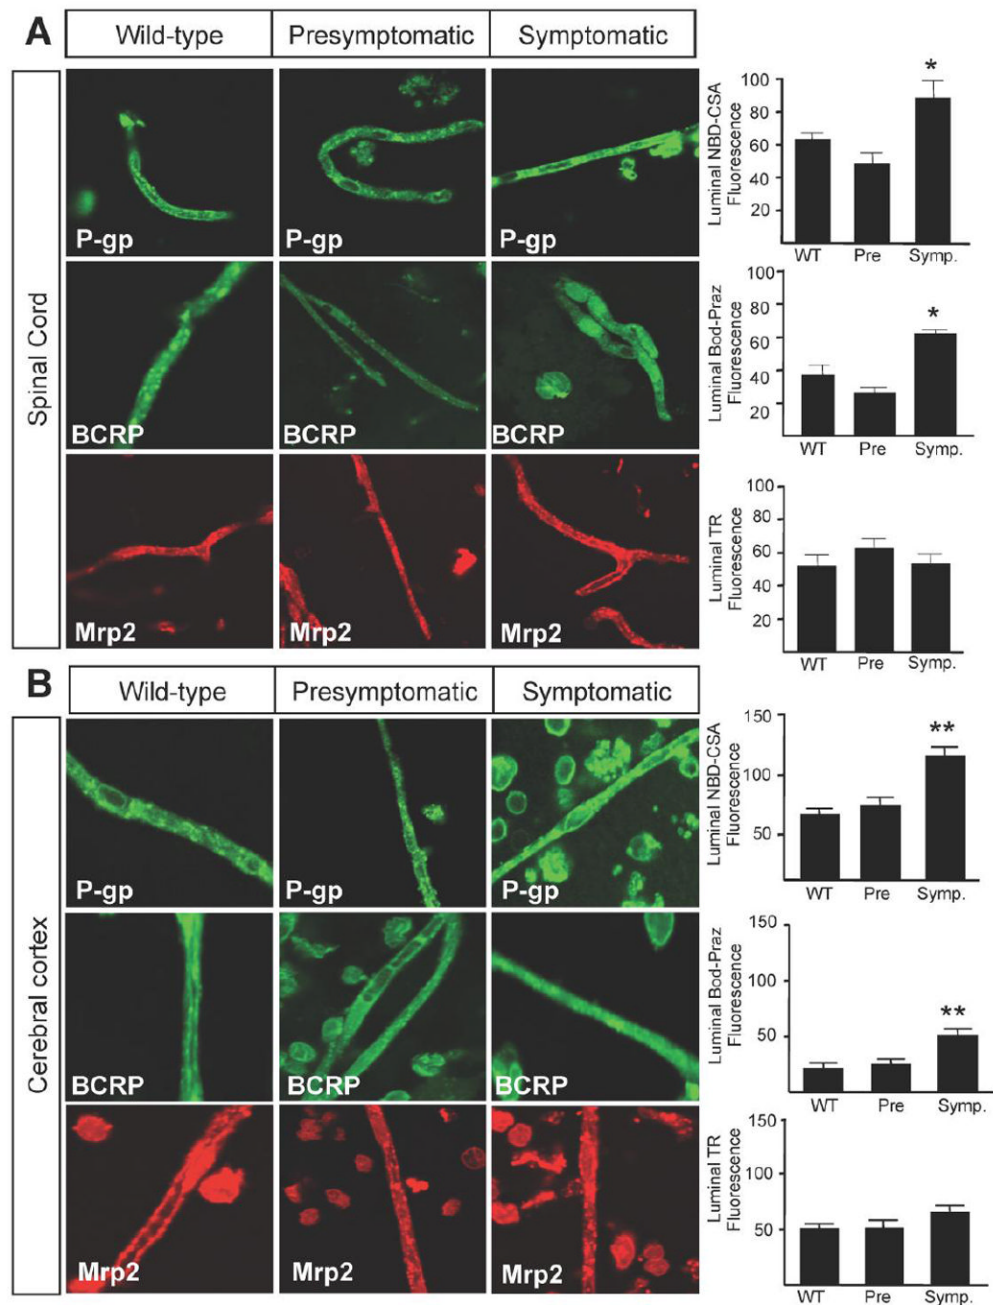 A
Wild-type Presymptomatic Symptomatic
Spinal Cord
P-gp P-gp P-gp
Luminal NBD-CSA
Fluorescence
100
80
60
40
20
WT Pre Symp.
*
BCRP BCRP BCRP
Luminal Bod-Praz
Fluorescence
100
80
60
40
20
WT Pre Symp.
*
Mrp2 Mrp2 Mrp2
Luminal TR
Fluorescence
100
80
60
40
20
WT Pre Symp.
B
Wild-type Presymptomatic Symptomatic
Cerebral cortex
P-gp P-gp P-gp
Luminal NBD-CSA
Fluorescence
150
100
50
WT Pre Symp.
**
BCRP BCRP BCRP
Luminal Bod-Praz
Fluorescence
150
100
50
WT Pre Symp.
**
Mrp2 Mrp2 Mrp2
Luminal TR
Fluorescence
150
100
50
WT Pre Symp.